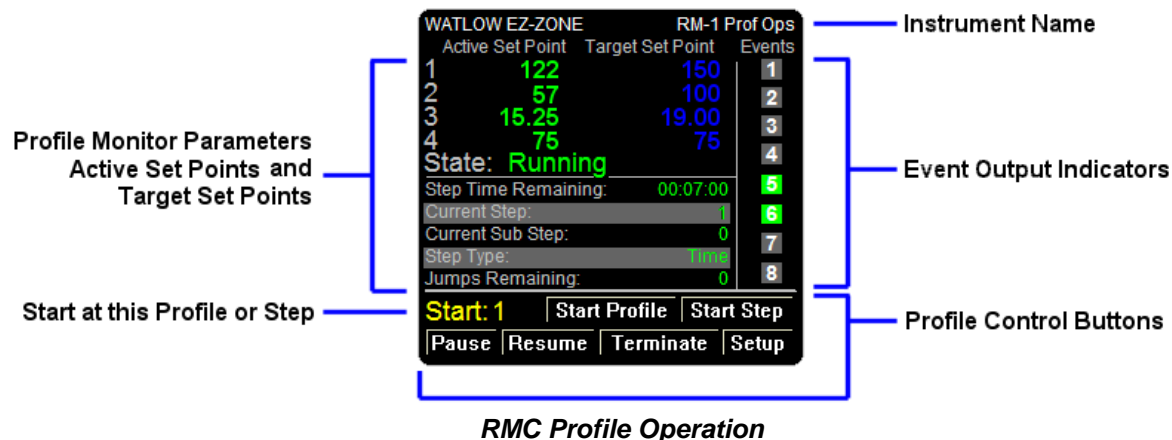 WATLOW EZ-ZONE RM-1 Prof Ops
Active Set Point Target Set Point Events
1 122 150 1
2 57 100 2
3 15.25 19.00 3
4 75 75 4
State: Running
Step Time Remaining: 00:07:00 5
Current Step: 1 6
Current Sub Step: 0 7
Step Type: Time
Jumps Remaining: 0 8
Start: 1 Start Profile Start Step
Pause Resume Terminate Setup
Instrument Name
Profile Monitor Parameters
Active Set Points and
Target Set Points
Event Output Indicators
Start at this Profile or Step
Profile Control Buttons
RMC Profile Operation